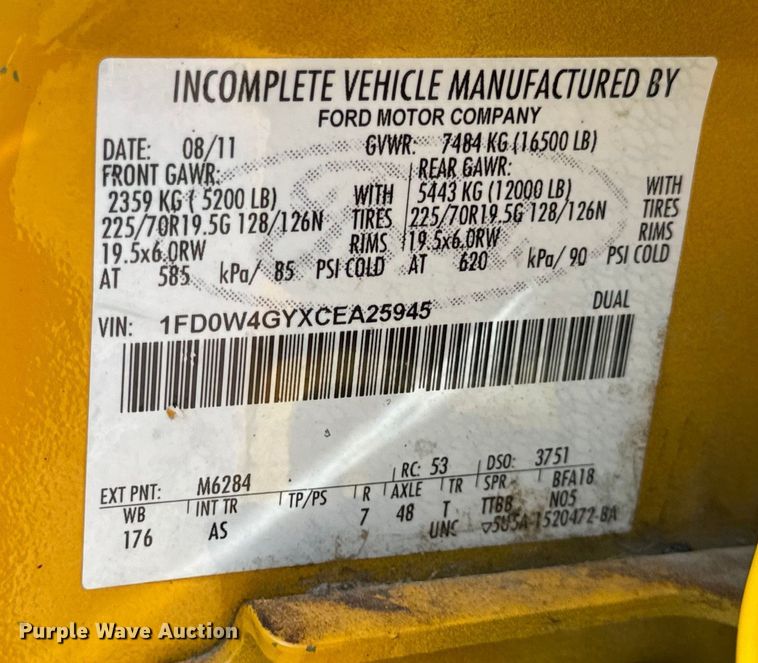 INCOMPLETE VEHICLE MANUFACTURED BY
FORD MOTOR COMPANY
DATE: 08/11 GVWR: 7484 KG (16500 LB)
FRONT GAWR: REAR GAWR:
2359 KG ( 5200 LB) WITH 5443 KG (12000 LB) WITH
225/70R19.5G 128/126N TIRES 225/70R19.5G 128/126N TIRES
19.5x6.0RW RIMS 19.5x6.0RW RIMS
AT 585 kPa/ 85 PSI COLD AT 620 kPa/ 90 PSI COLD
VIN: 1FD0W4GYXCEA25945 DUAL
EXT PNT: M6284 RC: 53 DSO: 3751
WB INT TR TP/PS R AXLE TR SPR BFA18
176 AS 7 48 T TTBB N05
UNC 5U5A-1520472-BA
Purple Wave Auction